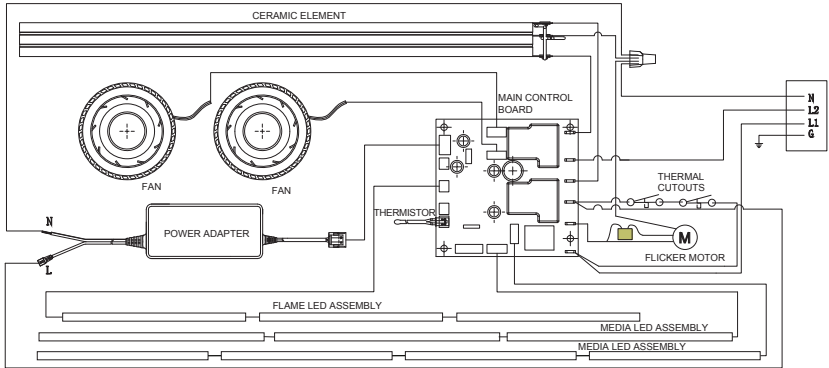 CERAMIC ELEMENT
MAIN CONTROL
BOARD
N
L2
L1
G
FAN
FAN
THERMAL
CUTOUTS
THERMISTOR
N
POWER ADAPTER
L
M
FLICKER MOTOR
FLAME LED ASSEMBLY
MEDIA LED ASSEMBLY
MEDIA LED ASSEMBLY